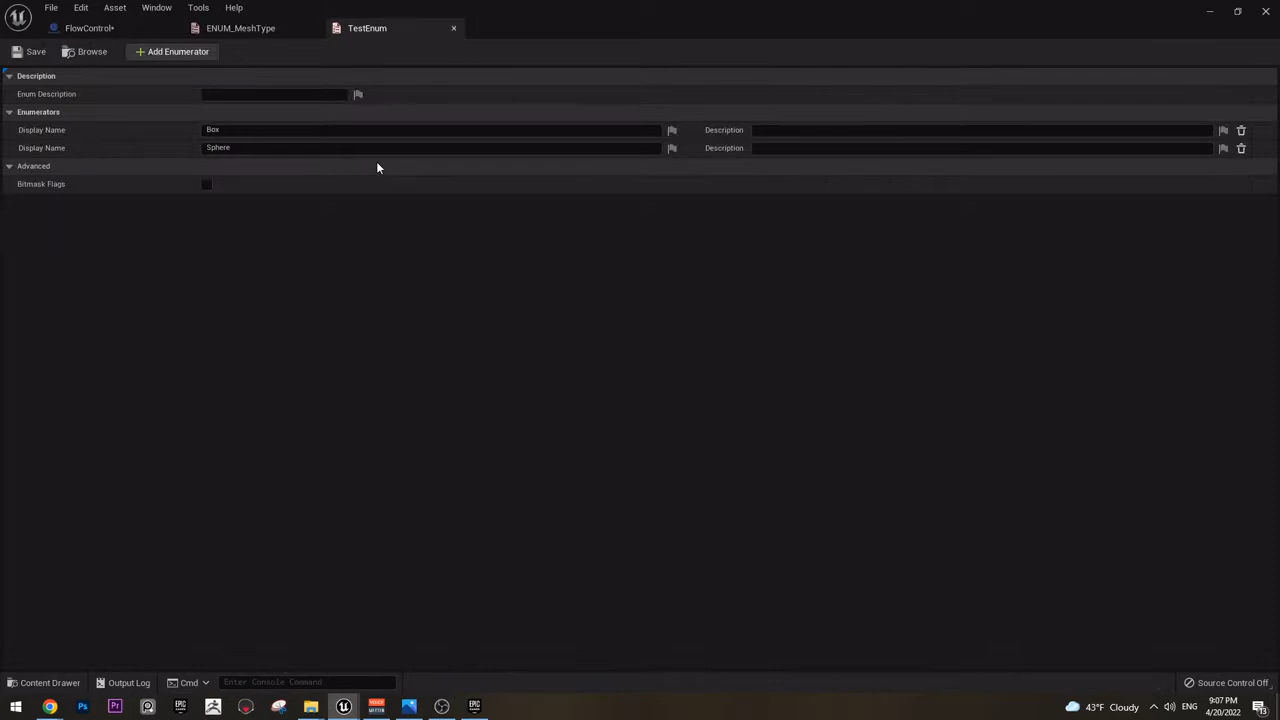 File Edit Asset Window Tools Help
FlowControl* ENUM_MeshType TestEnum
Save Browse Add Enumerator
Description
Enum Description
Enumerators
Display Name Box Description
Display Name Sphere Description
Advanced
Bitmask Flags
Content Drawer Output Log Cmd Enter Console Command Source Control Off
43°F Cloudy ENG 9:07 PM
4/20/2022